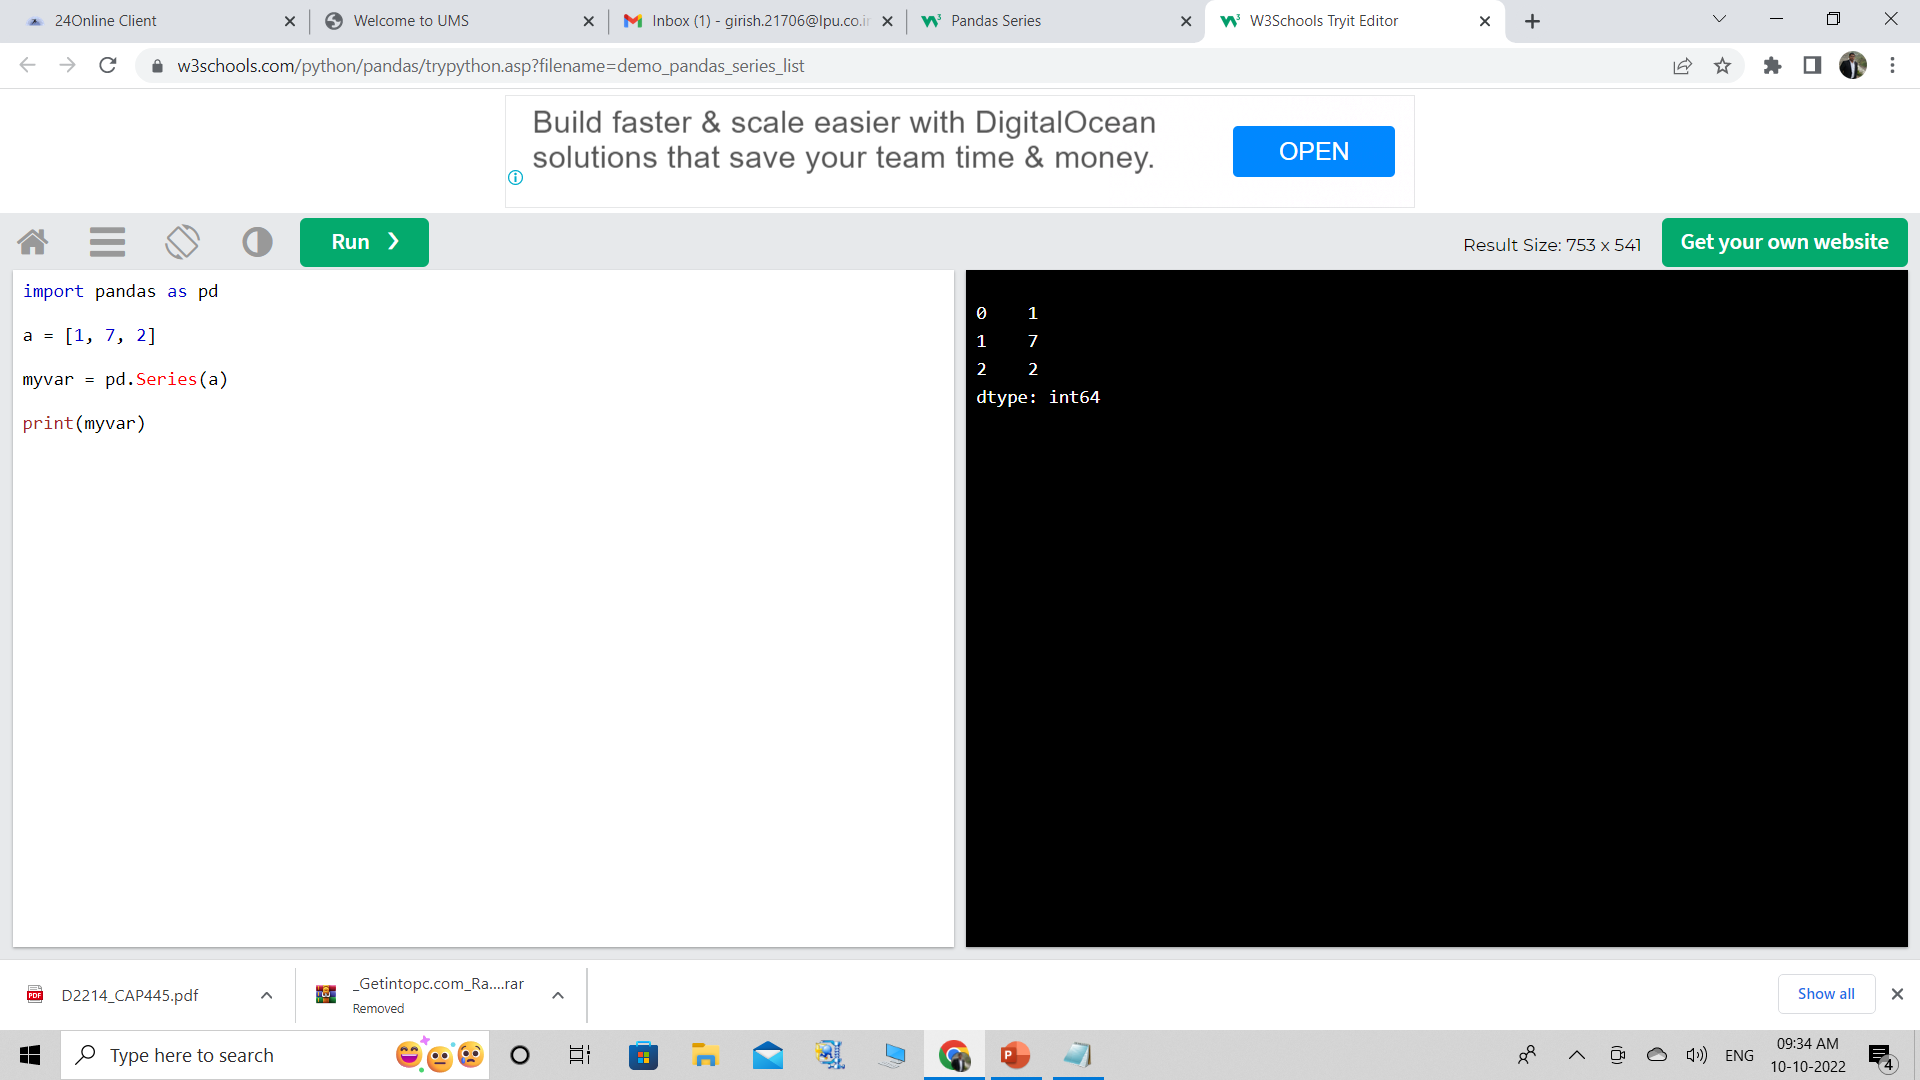 24Online Client
Welcome to UMS
Inbox (1) - girish.21706@lpu.co.in
Pandas Series
W3Schools Tryit Editor
w3schools.com/python/pandas/trypython.asp?filename=demo_pandas_series_list
Build faster & scale easier with DigitalOcean
solutions that save your team time & money.
OPEN
Run ❯
Result Size: 753 x 541
Get your own website
import pandas as pd
a = [1, 7, 2]
myvar = pd.Series(a)
print(myvar)
0    1
1    7
2    2
dtype: int64
D2214_CAP445.pdf
_Getintopc.com_Ra....rar
Removed
Show all
Type here to search
ENG
09:34 AM
10-10-2022
4